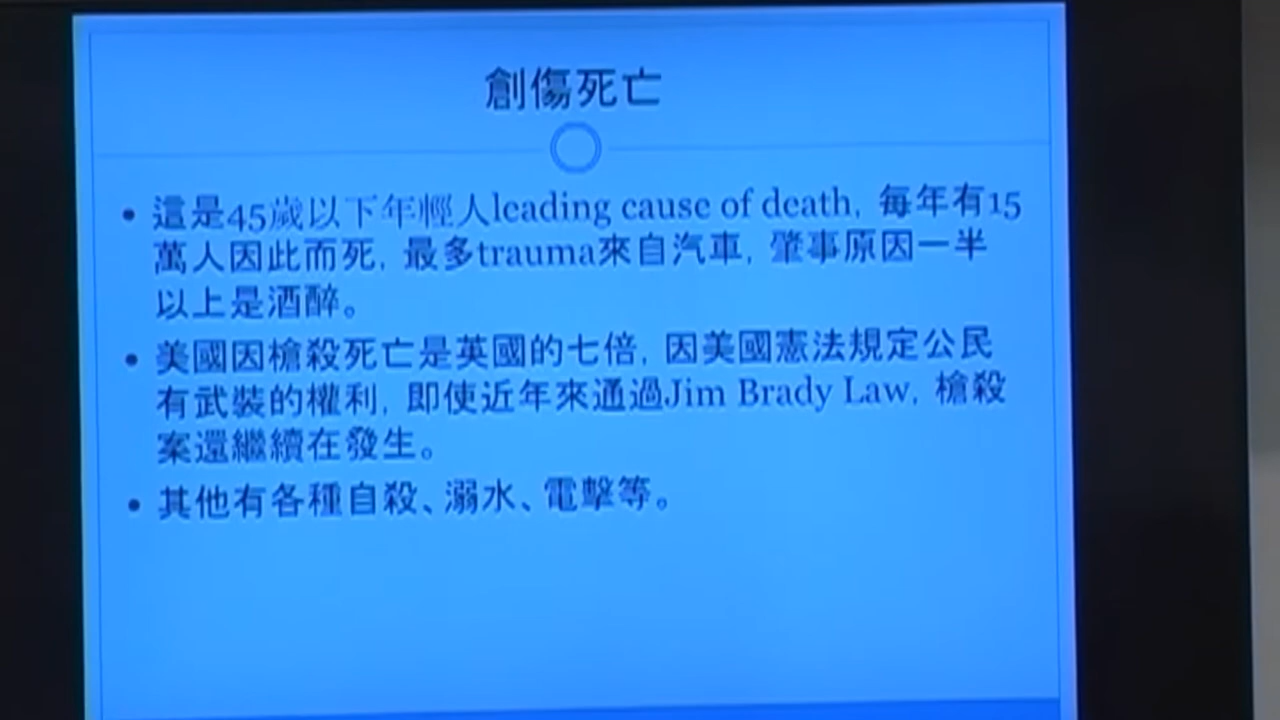 創傷死亡
• 這是45歲以下年輕人leading cause of death, 每年有15
萬人因此而死, 最多trauma來自汽車, 肇事原因一半
以上是酒醉。
• 美國因槍殺死亡是英國的七倍, 因美國憲法規定公民
有武裝的權利, 即使近年來通過Jim Brady Law, 槍殺
案還繼續在發生。
• 其他有各種自殺、溺水、電擊等。